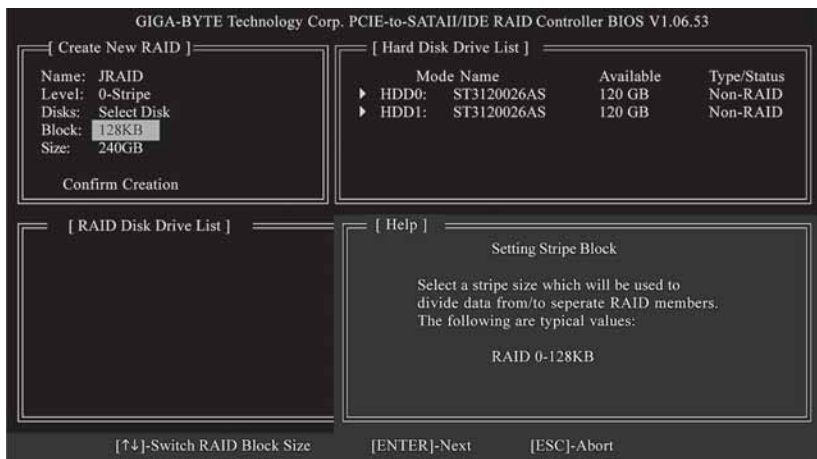 GIGA-BYTE Technology Corp. PCIE-to-SATAII/IDE RAID Controller BIOS V1.06.53
[ Create New RAID ]
Name: JRAID
Level: 0-Stripe
Disks: Select Disk
Block: 128KB
Size: 240GB
Confirm Creation
[ Hard Disk Drive List ]
Mode Name Available Type/Status
HDD0: ST3120026AS 120 GB Non-RAID
HDD1: ST3120026AS 120 GB Non-RAID
[ RAID Disk Drive List ]
[ Help ]
Setting Stripe Block
Select a stripe size which will be used to
divide data from/to seperate RAID members.
The following are typical values:
RAID 0-128KB
[↑↓]-Switch RAID Block Size [ENTER]-Next [ESC]-Abort